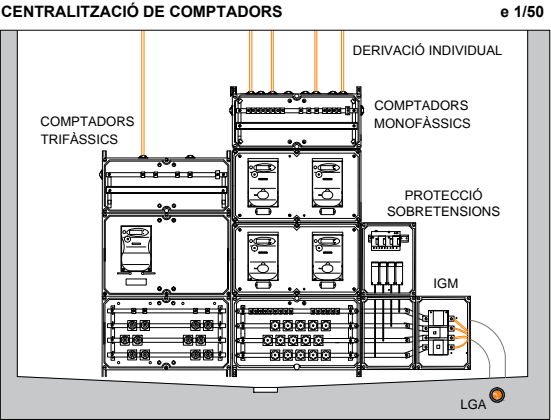 CENTRALITZACIÓ DE COMPTADORS
e 1/50
DERIVACIÓ INDIVIDUAL
COMPTADORS
MONOFÀSSICS
COMPTADORS
TRIFÀSSICS
PROTECCIÓ
SOBRETENSIONS
IGM
LGA